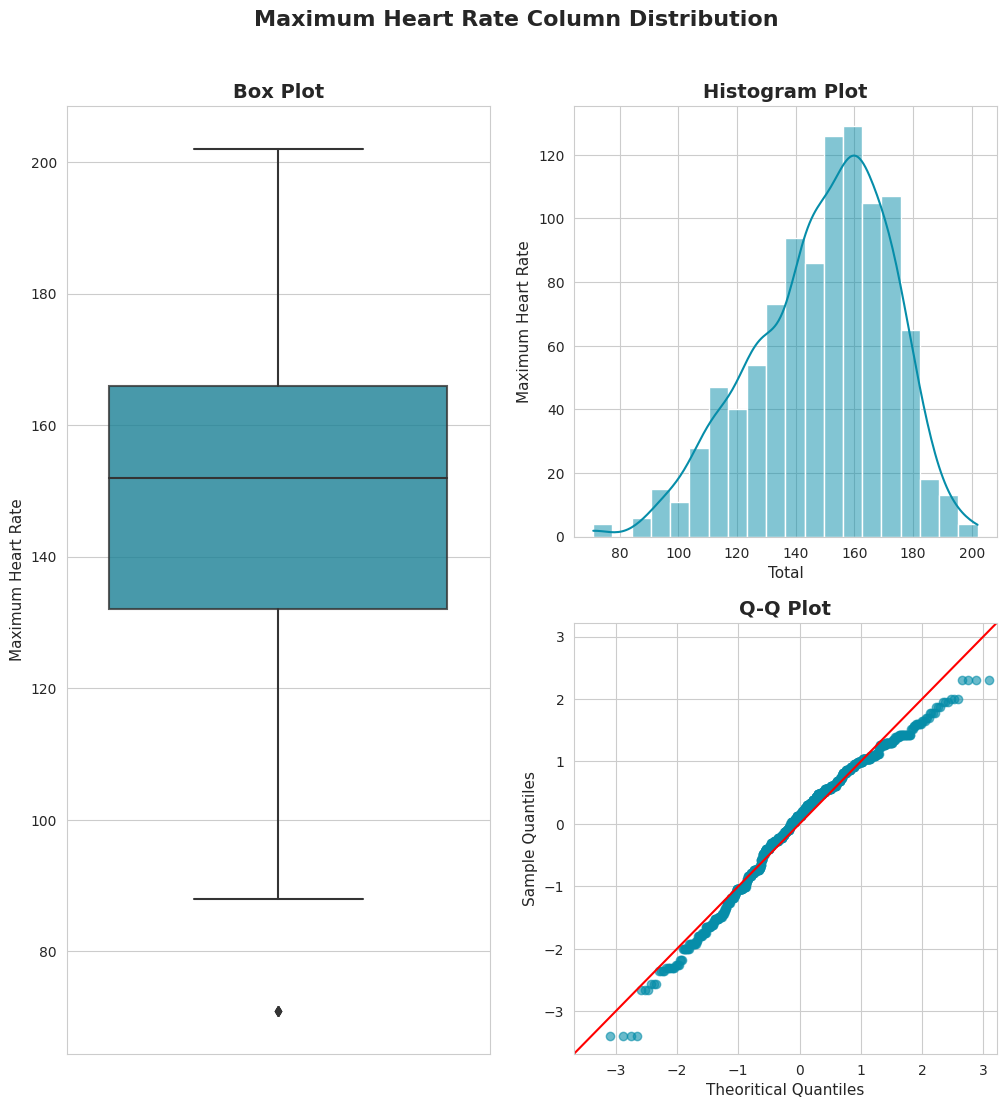 Maximum Heart Rate Column Distribution
Box Plot
Maximum Heart Rate
200
180
160
140
120
100
80
Histogram Plot
Maximum Heart Rate
120
100
80
60
40
20
0
80 100 120 140 160 180 200
Total
Q-Q Plot
Sample Quantiles
3
2
1
0
−1
−2
−3
−3 −2 −1 0 1 2 3
Theoritical Quantiles